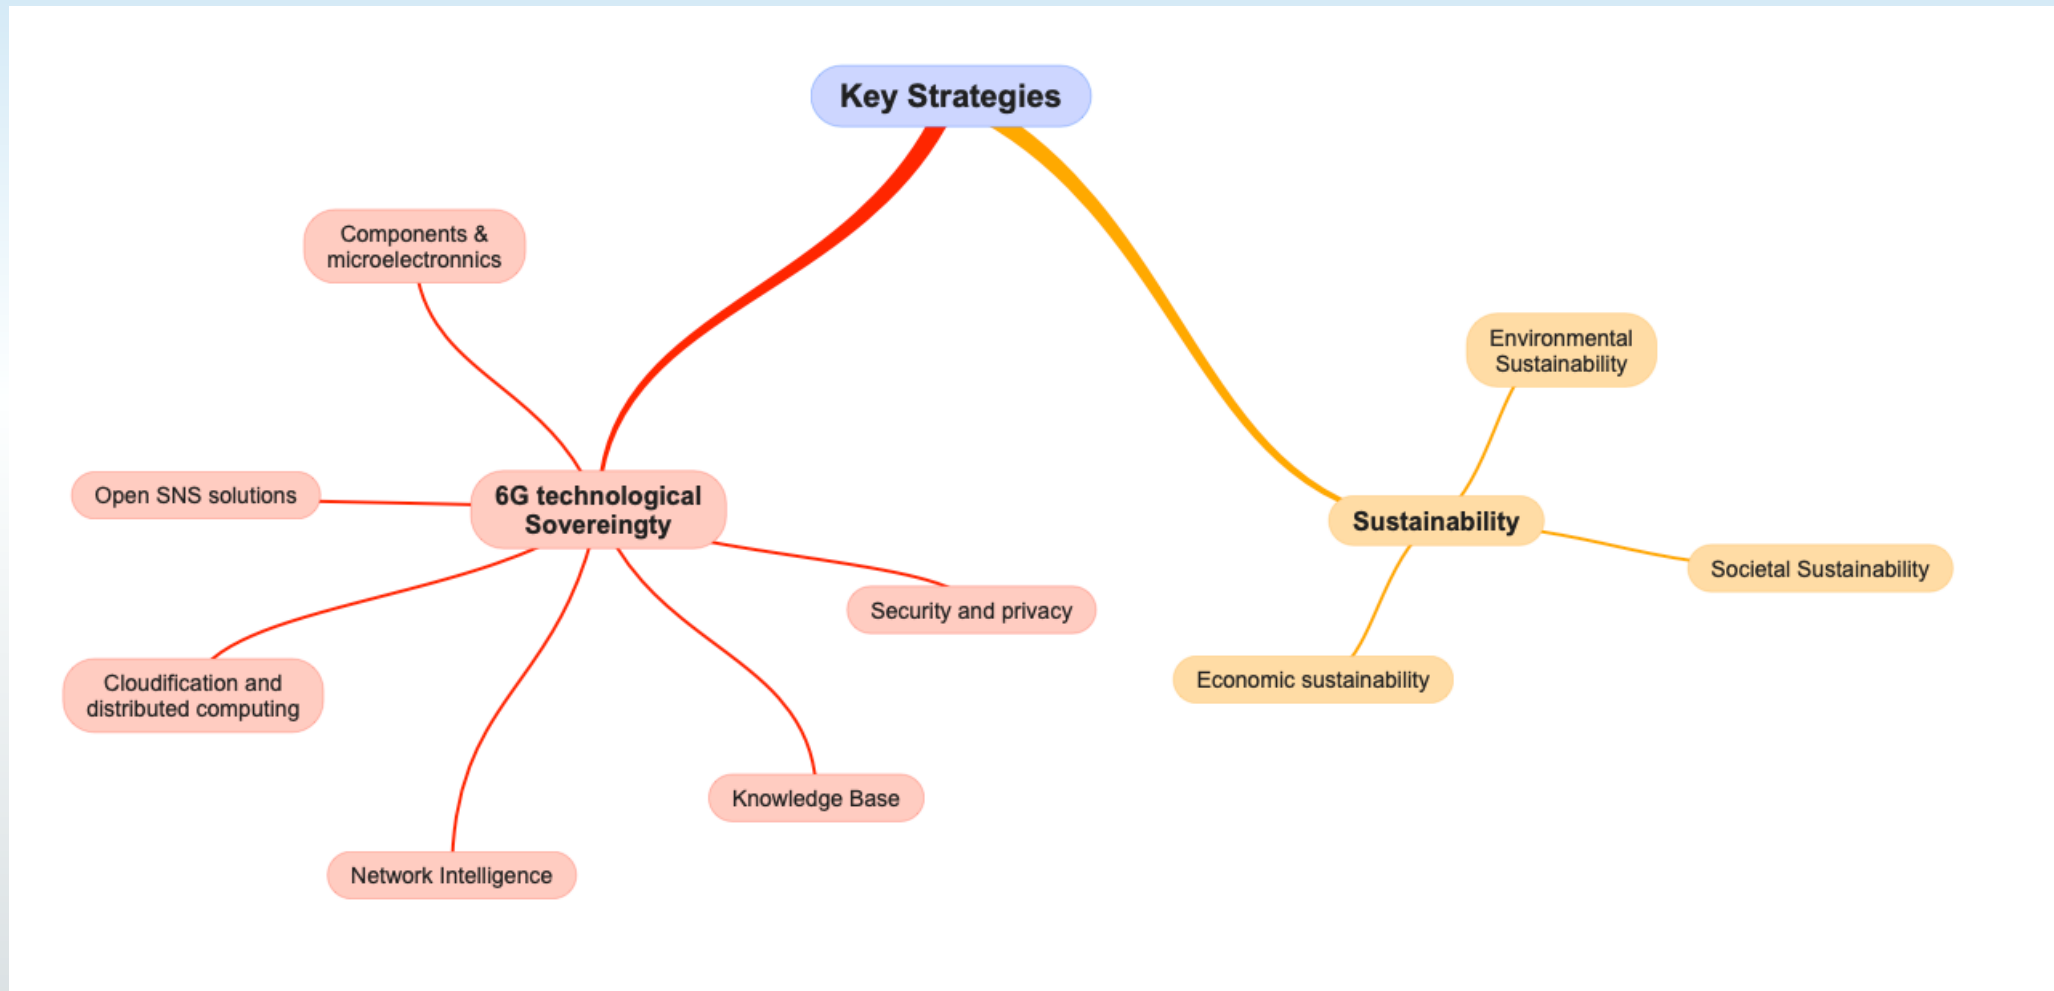 Key Strategies
Components &
microelectronnics
Open SNS solutions
6G technological
Sovereingty
Cloudification and
distributed computing
Network Intelligence
Knowledge Base
Security and privacy
Environmental
Sustainability
Sustainability
Societal Sustainability
Economic sustainability